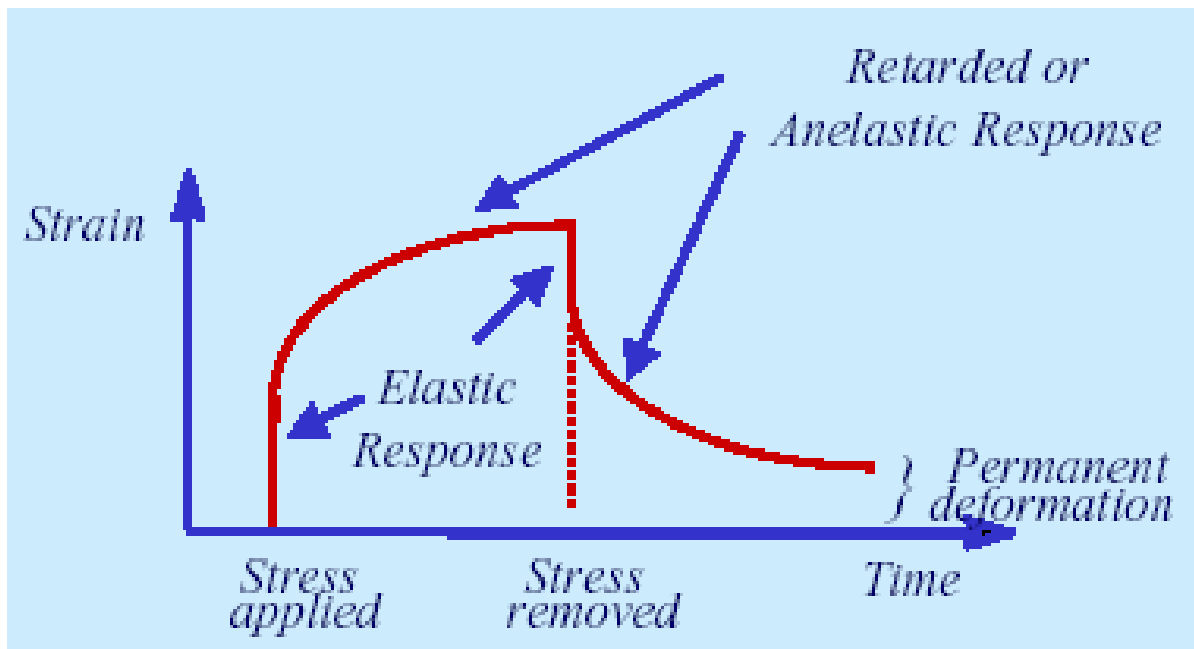 Retarded or
Anelastic Response
Strain
Elastic
Response
} Permanent
} deformation
Stress
applied
Stress
removed
Time